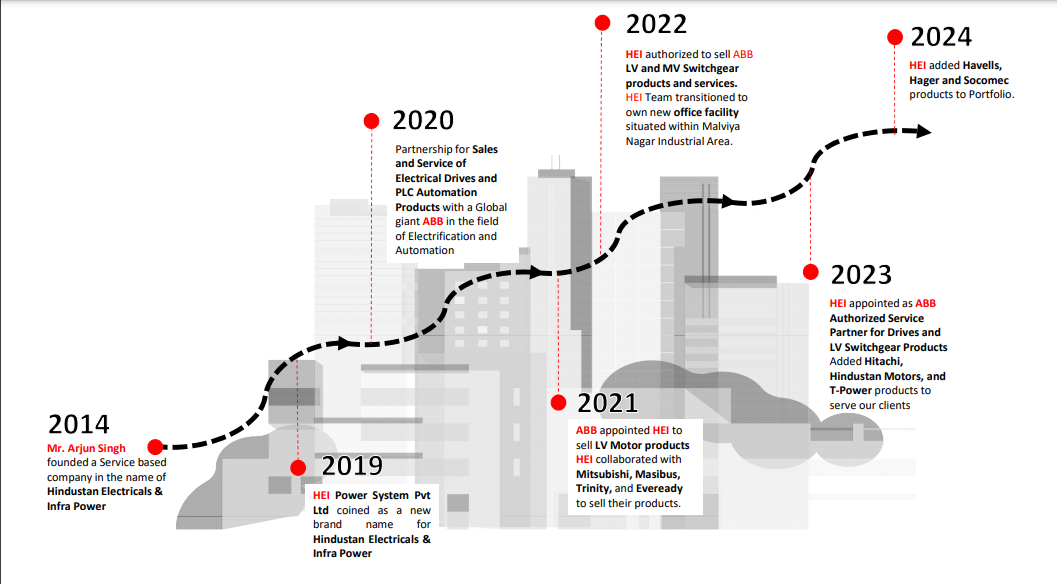 2014
Mr. Arjun Singh
founded a Service based
company in the name of
Hindustan Electricals &
Infra Power
2019
HEI Power System Pvt
Ltd coined as a new
brand name for
Hindustan Electricals &
Infra Power
2020
Partnership for Sales
and Service of
Electrical Drives and
PLC Automation
Products with a Global
giant ABB in the field
of Electrification and
Automation
2021
ABB appointed HEI to
sell LV Motor products
HEI collaborated with
Mitsubishi, Masibus,
Trinity, and Eveready
to sell their products.
2022
HEI authorized to sell ABB
LV and MV Switchgear
products and services.
HEI Team transitioned to
own new office facility
situated within Malviya
Nagar Industrial Area.
2023
HEI appointed as ABB
Authorized Service
Partner for Drives and
LV Switchgear Products
Added Hitachi,
Hindustan Motors, and
T-Power products to
serve our clients
2024
HEI added Havells,
Hager and Socomec
products to Portfolio.